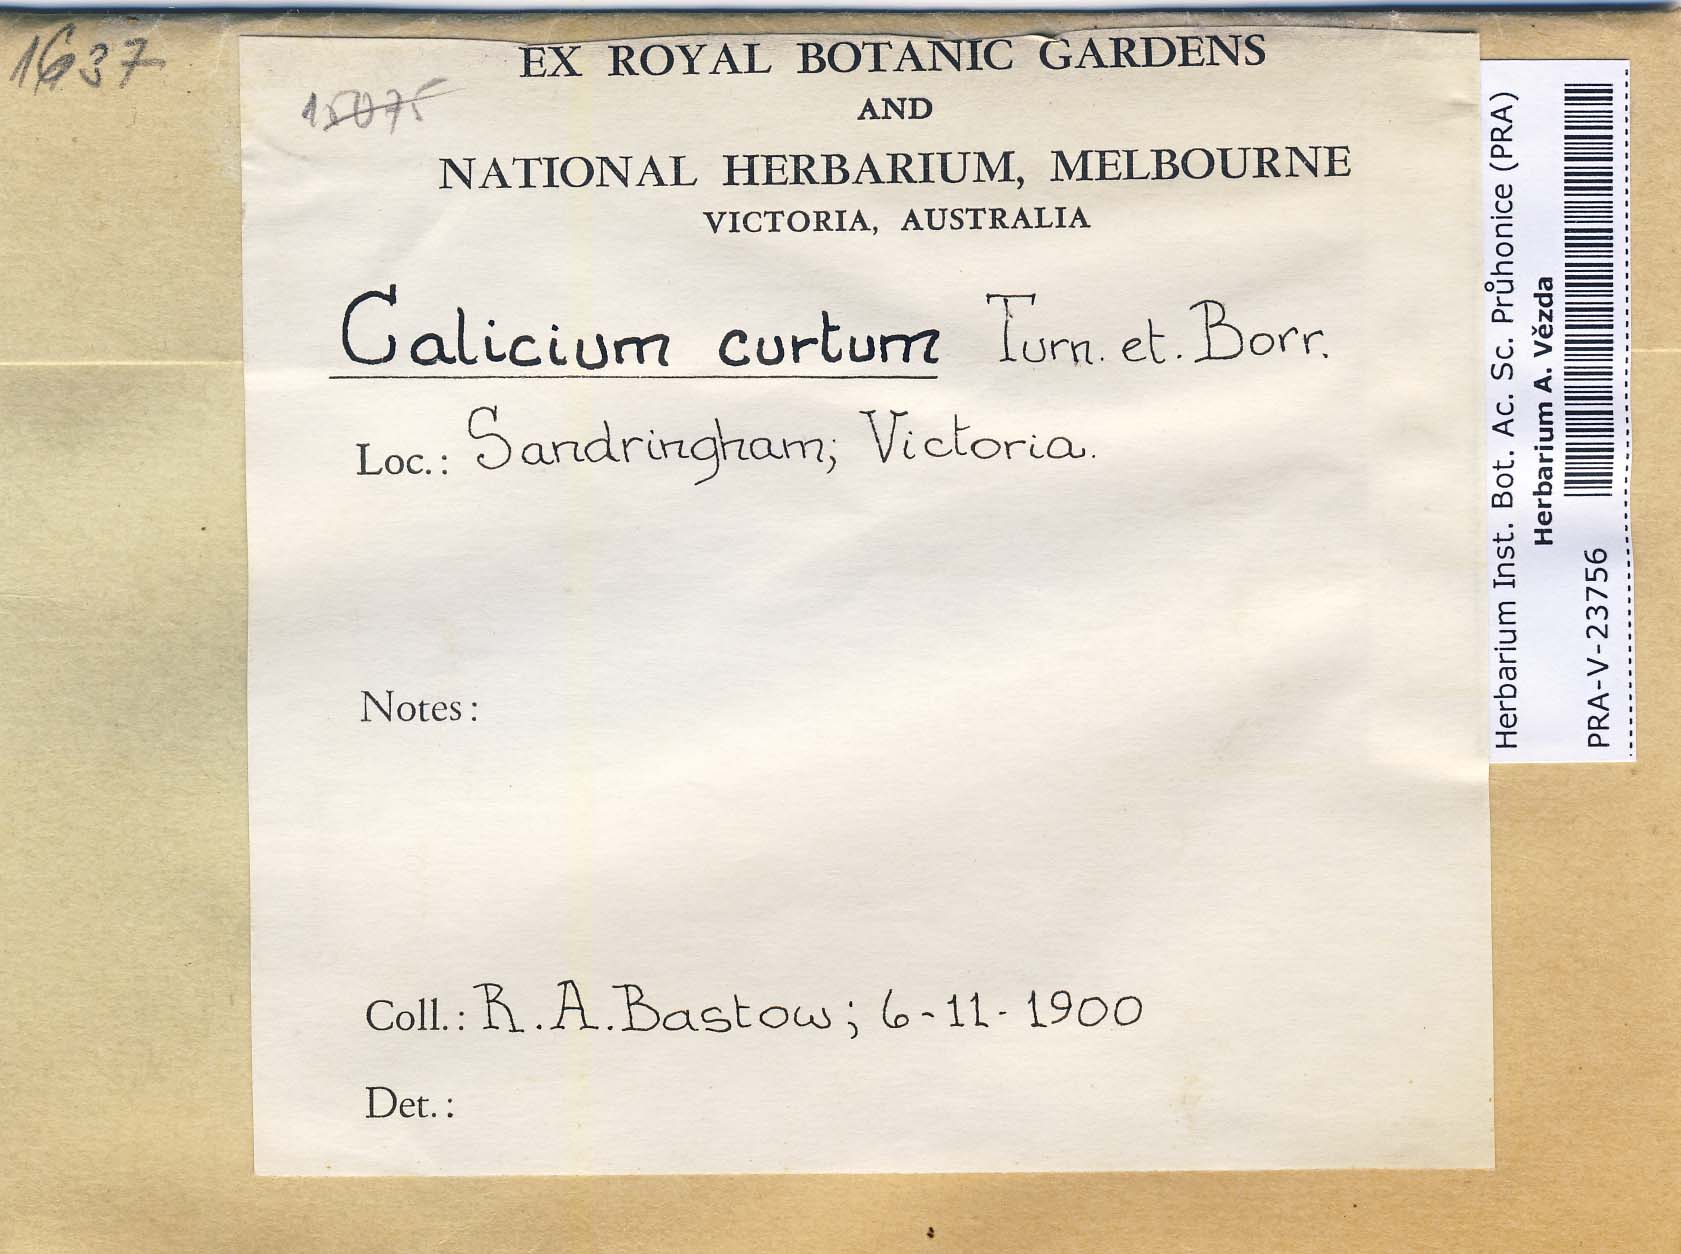 1637
15075
EX ROYAL BOTANIC GARDENS
AND
NATIONAL HERBARIUM, MELBOURNE
VICTORIA, AUSTRALIA
Calicium curtum Turn. et. Borr.
Loc.: Sandringham; Victoria.
Notes:
Coll.: R. A. Bastow; 6-11-1900
Det.:
Herbarium Inst. Bot. Ac. Sc. Průhonice (PRA)
Herbarium A. Vězda
PRA-V-23756